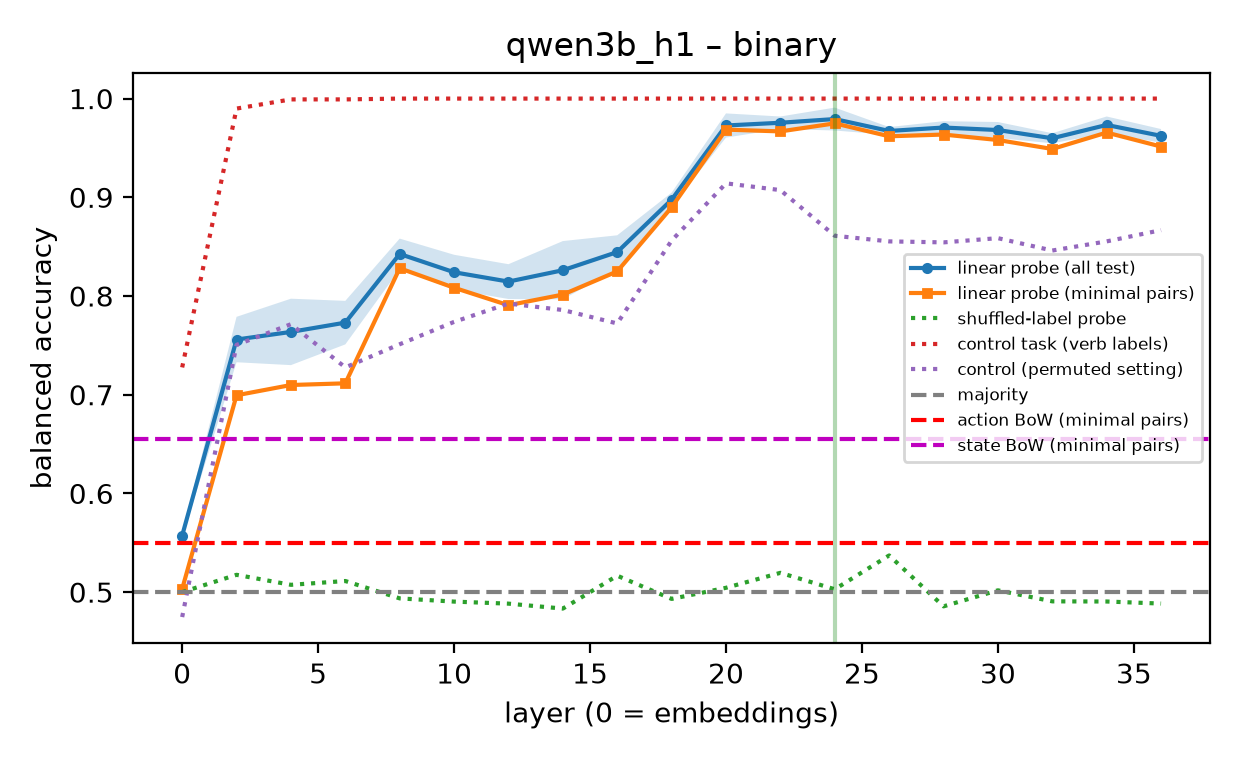 qwen3b_h1 – binary
balanced accuracy
1.0
0.9
0.8
0.7
0.6
0.5
linear probe (all test)
linear probe (minimal pairs)
shuffled-label probe
control task (verb labels)
control (permuted setting)
majority
action BoW (minimal pairs)
state BoW (minimal pairs)
0 5 10 15 20 25 30 35
layer (0 = embeddings)